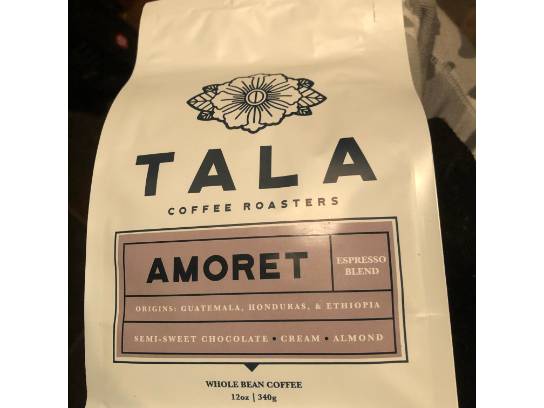 TALA
COFFEE ROASTERS
AMORET
ESPRESSO
BLEND
ORIGINS: GUATEMALA, HONDURAS, & ETHIOPIA
SEMI-SWEET CHOCOLATE • CREAM • ALMOND
WHOLE BEAN COFFEE
12oz | 340g